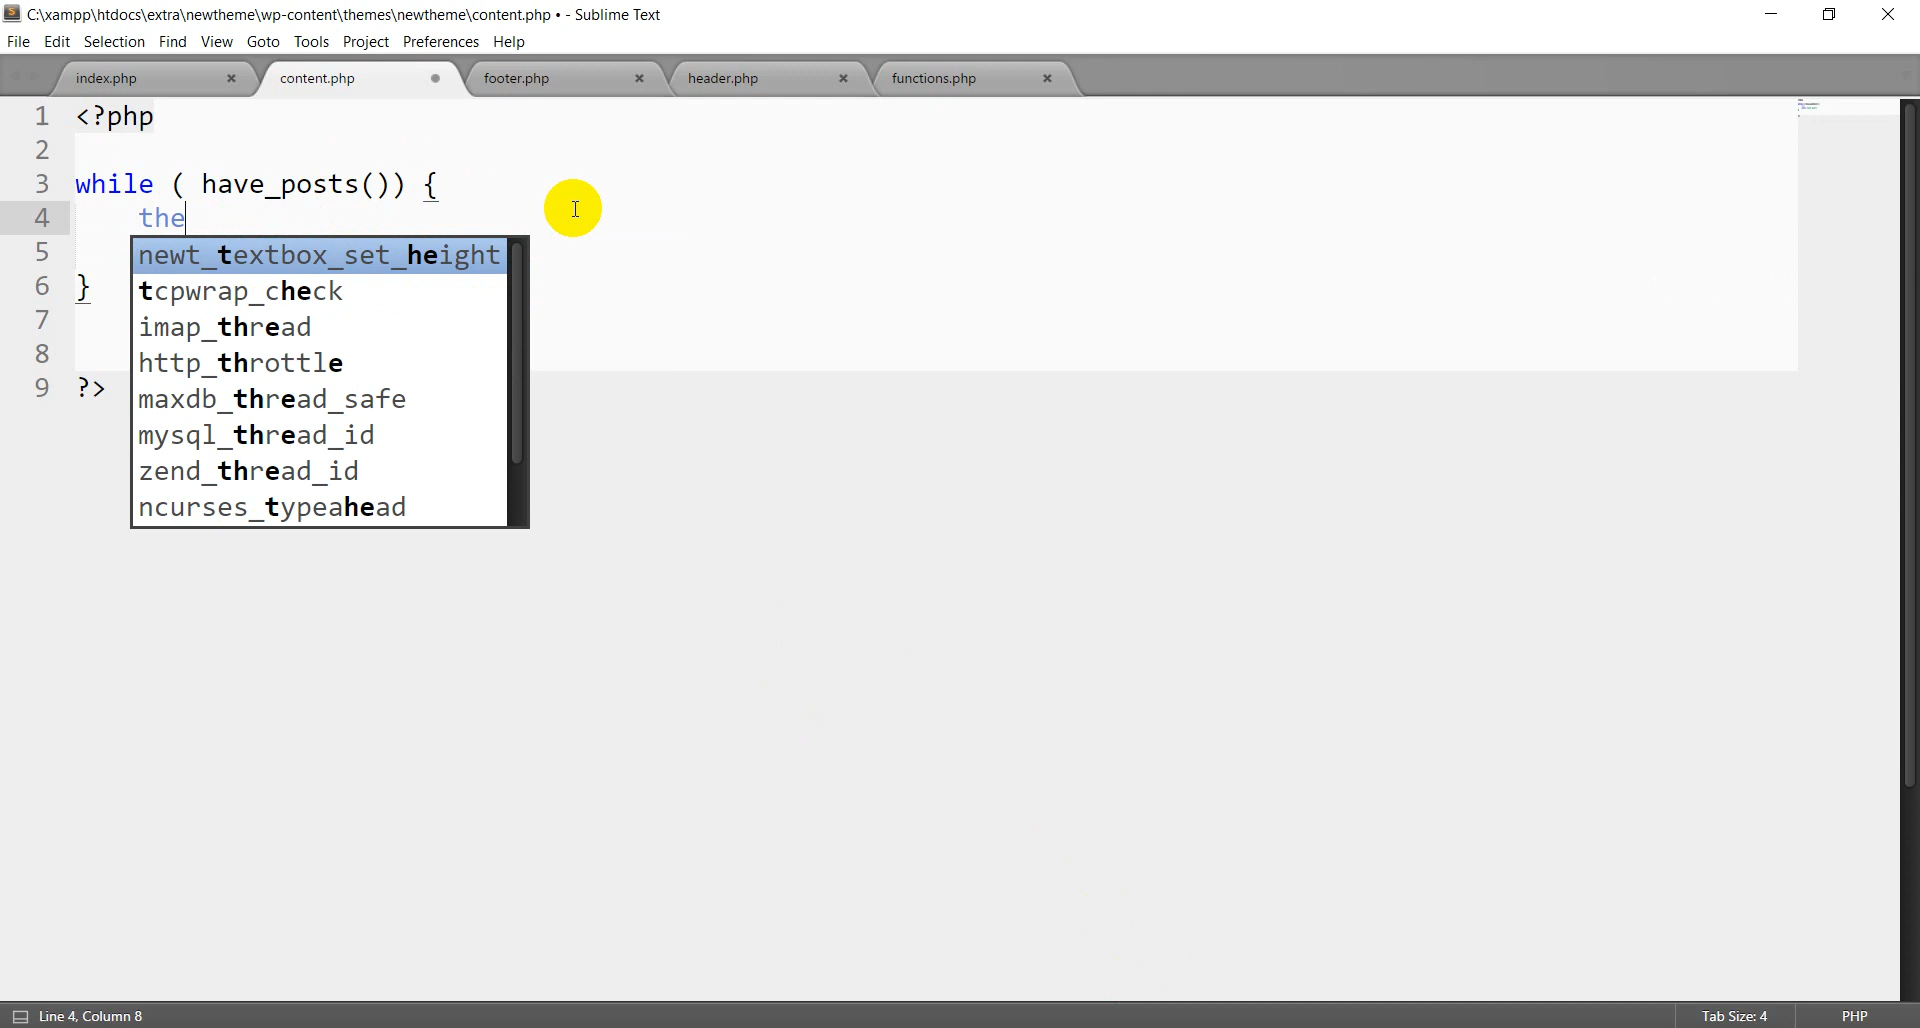 C:\xampp\htdocs\extra\newtheme\wp-content\themes\newtheme\content.php • - Sublime Text
File Edit Selection Find View Goto Tools Project Preferences Help
index.php content.php footer.php header.php functions.php
1 <?php
2
3 while ( have_posts()) {
4 the
5
6 }
7
8
9 ?>
newt_textbox_set_height
tcpwrap_check
imap_thread
http_throttle
maxdb_thread_safe
mysql_thread_id
zend_thread_id
ncurses_typeahead
Line 4, Column 8 Tab Size: 4 PHP